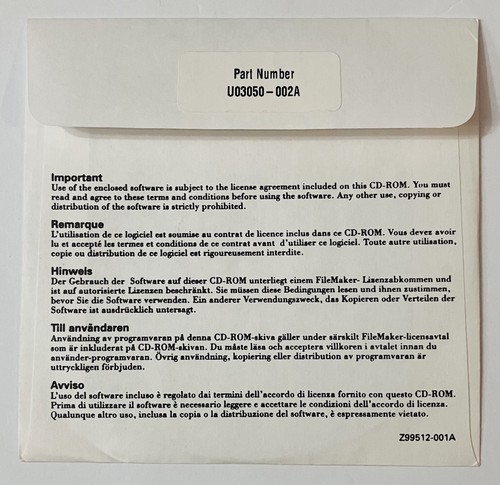 Part Number
U03050-002A
Important
Use of the enclosed software is subject to the license agreement included on this CD-ROM. You must
read and agree to these terms and conditions before using the software. Any other use, copying or
distribution of the software is strictly prohibited.
Remarque
L'utilisation de ce logiciel est soumise au contrat de licence inclus dans ce CD-ROM. Vous devez avoir
lu et accepté les termes et conditions de ce contrat avant d'utiliser ce logiciel. Toute autre utilisation,
copie ou distribution de ce logiciel est rigoureusement interdite.
Hinweis
Der Gebrauch der Software auf dieser CD-ROM unterliegt einem FileMaker- Lizenzabkommen und
ist auf autorisierte Lizenzen beschränkt. Sie müssen diese Bedingungen lesen und ihnen zustimmen,
bevor Sie die Software verwenden. Ein anderer Verwendungszweck, das Kopieren oder Verteilen der
Software ist ausdrücklich untersagt.
Till användaren
Användning av programvaran på denna CD-ROM-skiva gäller under särskilt FileMaker-licensavtal
som är inkluderat på CD-ROM-skivan. Du måste läsa och acceptera villkoren i avtalet innan du
använder-programvaran. Övrig användning, kopiering eller distribution av programvaran är
uttryckligen förbjuden.
Avviso
L'uso del software incluso è regolato dai termini dell'accordo di licenza fornito con questo CD-ROM.
Prima di utilizzare il software è necessario leggere e accettare le condizioni dell'accordo di licenza.
Qualunque altro uso, inclusa la copia o la distribuzione del software, è espressamente vietato.
Z99512-001A